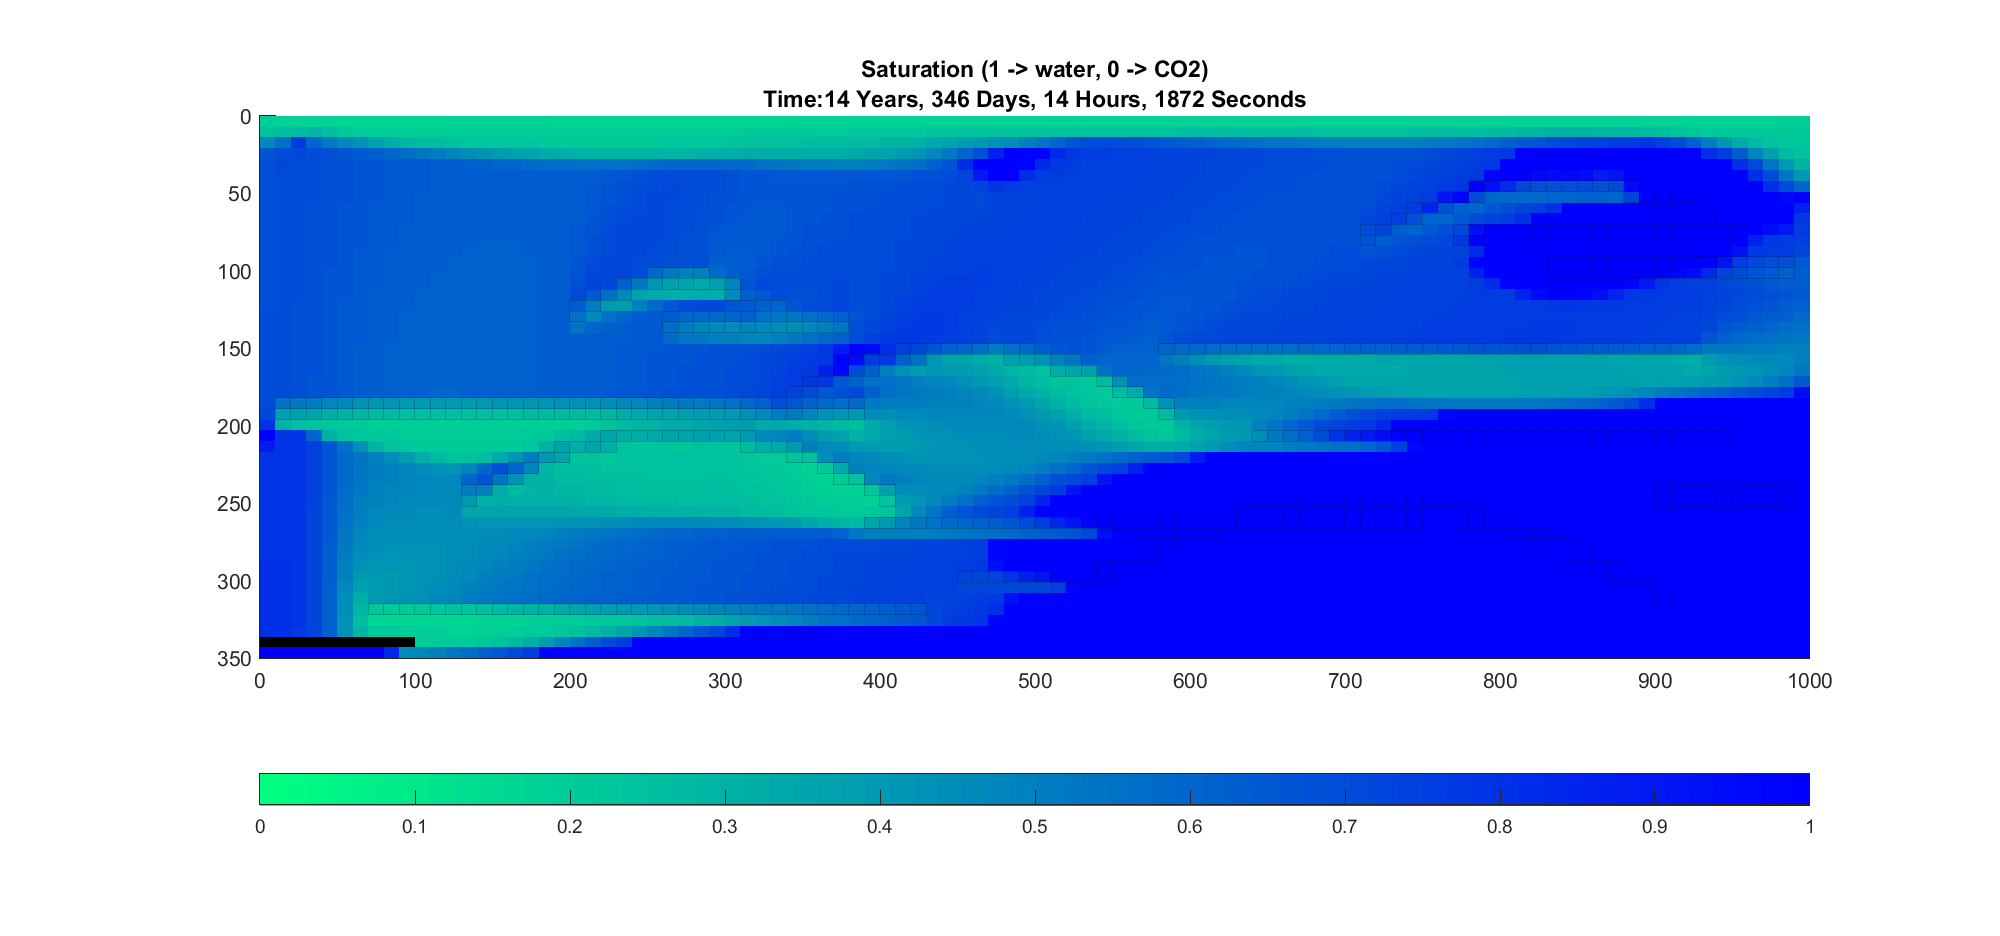 Saturation (1 -> water, 0 -> CO2)
Time:14 Years, 346 Days, 14 Hours, 1872 Seconds
0
50
100
150
200
250
300
350
0 100 200 300 400 500 600 700 800 900 1000
0 0.1 0.2 0.3 0.4 0.5 0.6 0.7 0.8 0.9 1